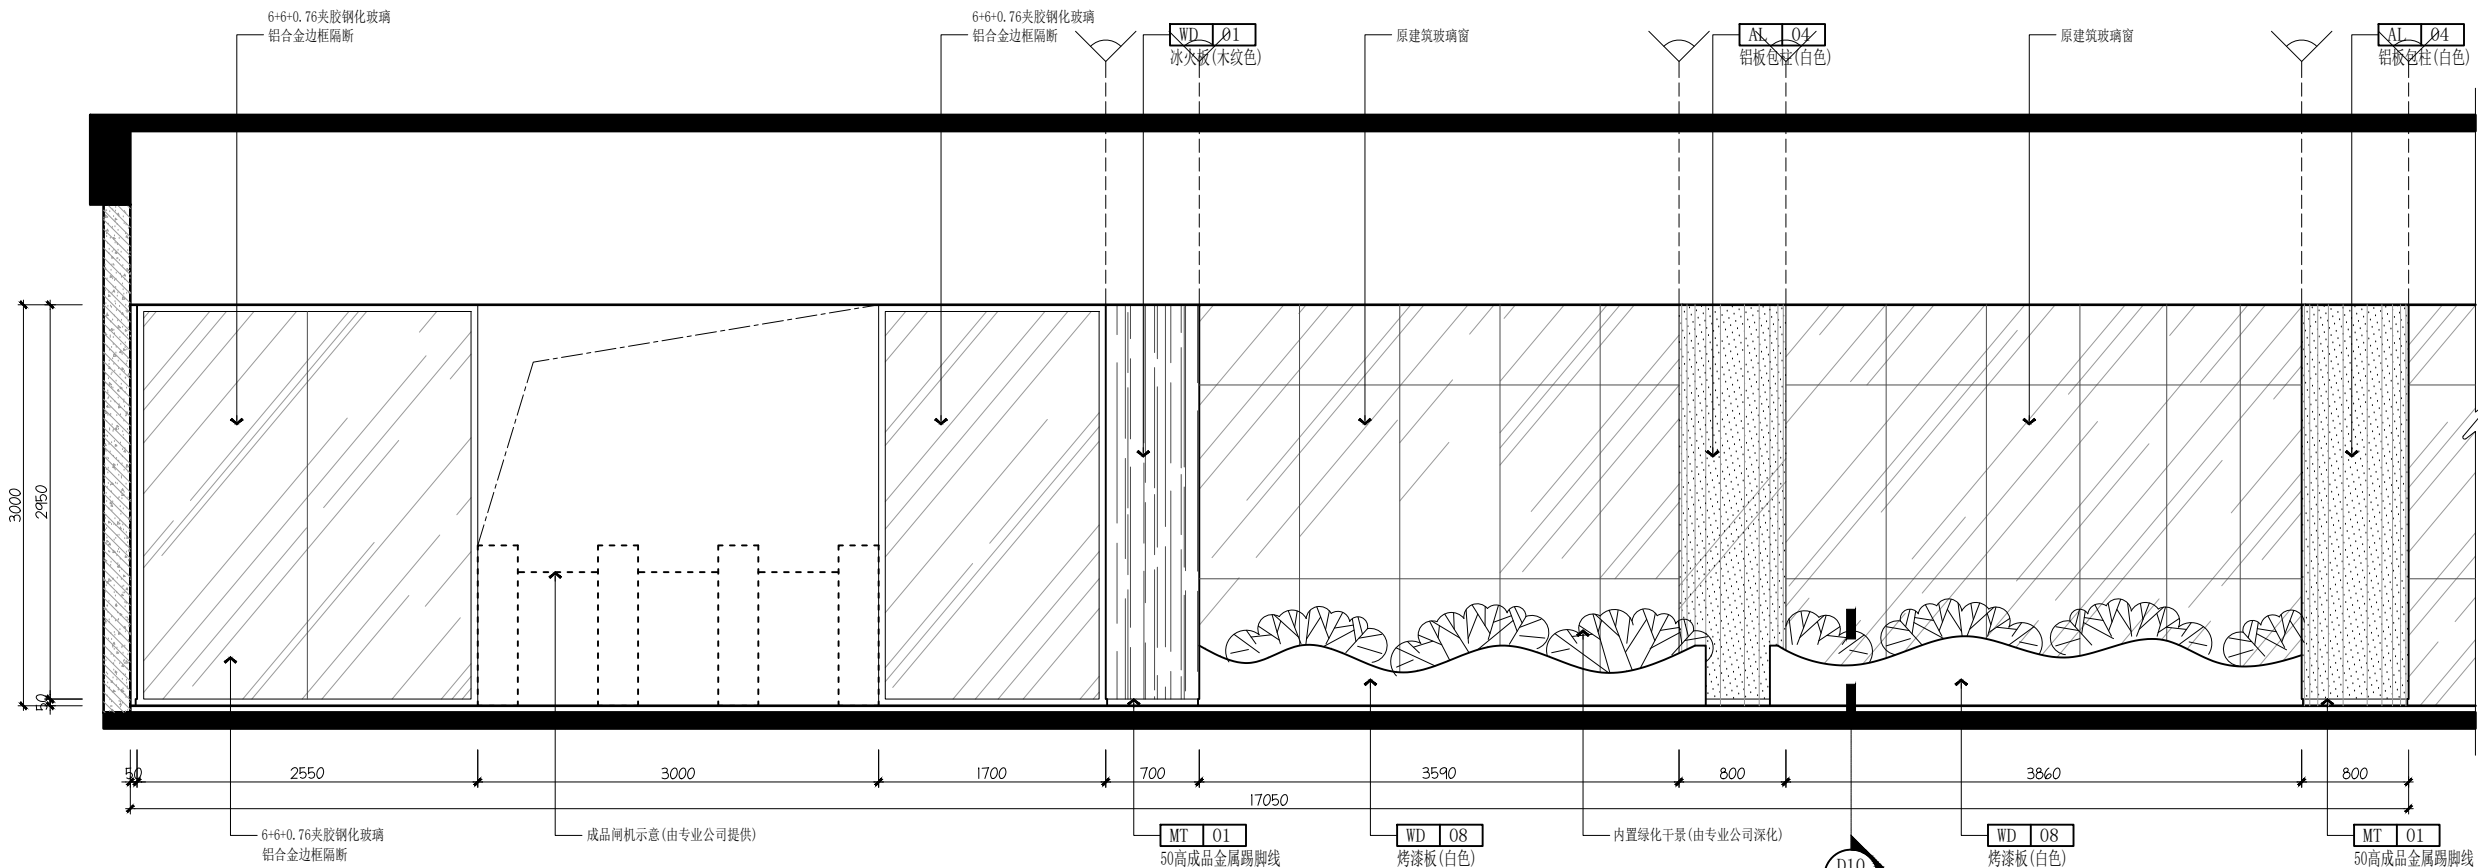 6+6+0.76夹胶钢化玻璃
铝合金边框隔断
6+6+0.76夹胶钢化玻璃
铝合金边框隔断
WD 01
冰火板(木纹色)
原建筑玻璃窗
AL 04
铝板包柱(白色)
原建筑玻璃窗
AL 04
铝板包柱(白色)
3000
2950
50
50
2550
3000
1700
700
3590
800
3860
800
17050
6+6+0.76夹胶钢化玻璃
铝合金边框隔断
成品闸机示意(由专业公司提供)
MT 01
50高成品金属踢脚线
WD 08
烤漆板(白色)
内置绿化干景(由专业公司深化)
D10
WD 08
烤漆板(白色)
MT 01
50高成品金属踢脚线